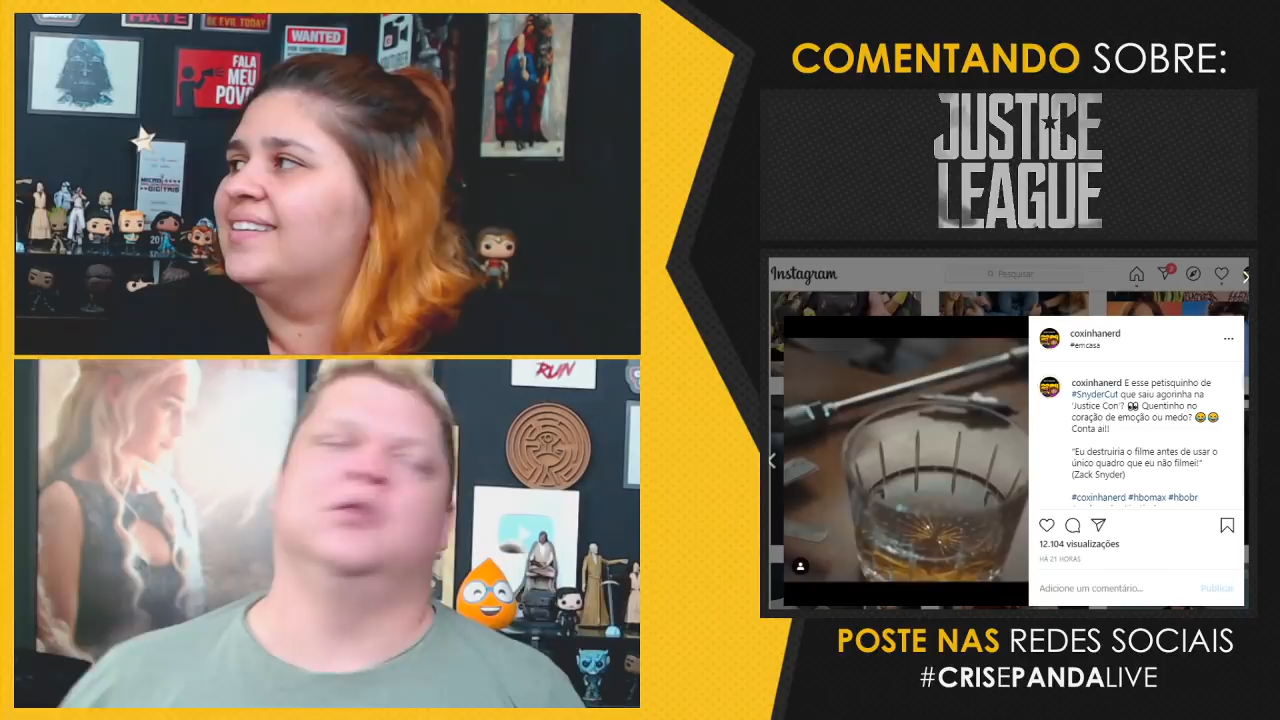 HATE
BE EVIL TODAY
WANTED
FALA
MEU
POVO
MICRO
DIGITAIS
RUN
COMENTANDO SOBRE:
JUSTICE
LEAGUE
Instagram
Pesquisar
coxinhanerd
#emcasa
coxinhanerd E esse petisquinho de
#SnyderCut que saiu agorinha na
'Justice Con'? 👀 Quentinho no
coração de emoção ou medo? 😂😂
Conta ai!!
"Eu destruiria o filme antes de usar o
único quadro que eu não filmei!"
(Zack Snyder)
#coxinhanerd #hbomax #hbobr
12.104 visualizações
HÁ 21 HORAS
Adicione um comentário...
Publicar
POSTE NAS REDES SOCIAIS
#CRISEPANDALIVE